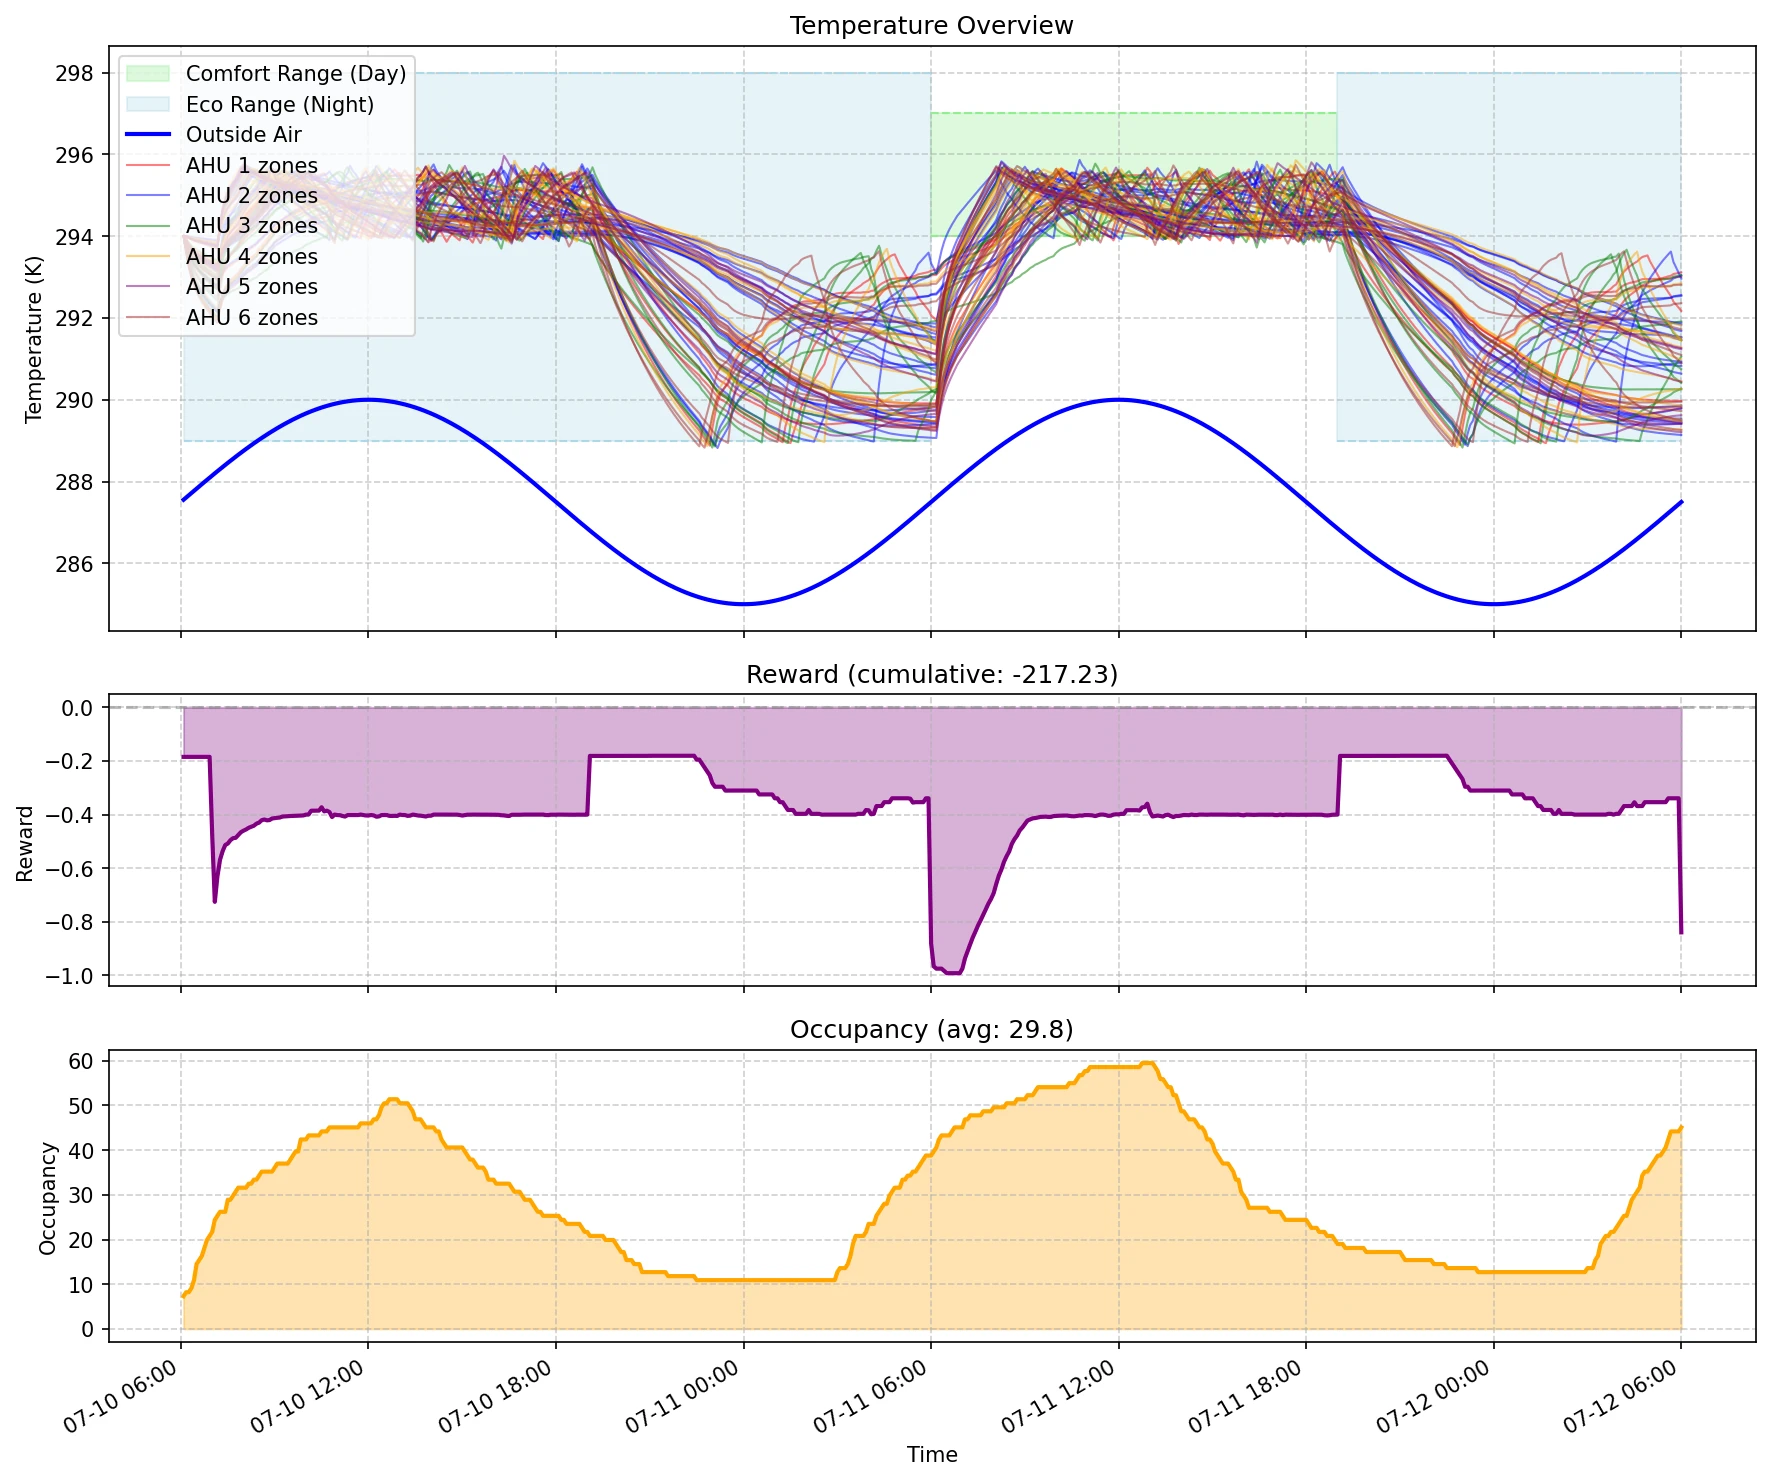 Temperature Overview
Temperature (K)
298
296
294
292
290
288
286
Comfort Range (Day)
Eco Range (Night)
Outside Air
AHU 1 zones
AHU 2 zones
AHU 3 zones
AHU 4 zones
AHU 5 zones
AHU 6 zones
Reward (cumulative: -217.23)
Reward
0.0
−0.2
−0.4
−0.6
−0.8
−1.0
Occupancy (avg: 29.8)
Occupancy
60
50
40
30
20
10
0
07-10 06:00
07-10 12:00
07-10 18:00
07-11 00:00
07-11 06:00
07-11 12:00
07-11 18:00
07-12 00:00
07-12 06:00
Time